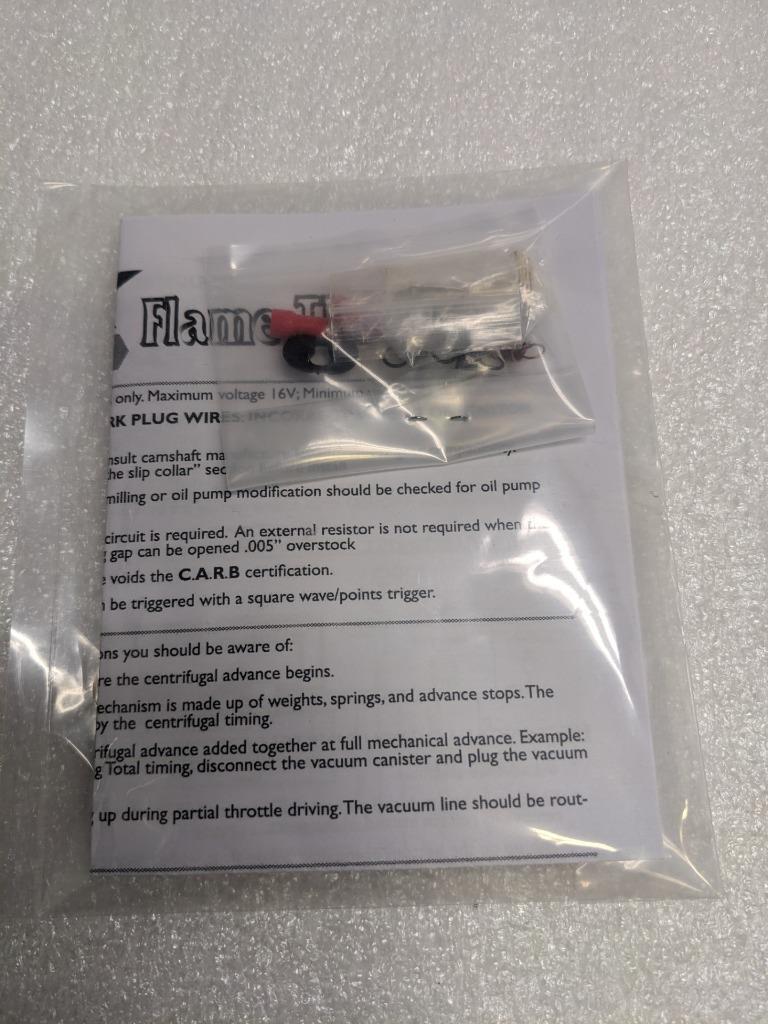 Flame
only. Maximum voltage 16V; Minimum
RK PLUG WIRES:
nsult camshaft
he slip collar" sec
milling or oil pump modification should be checked for oil pump
circuit is required. An external resistor is not required when
gap can be opened .005" overstock
e voids the C.A.R.B certification.
be triggered with a square wave/points trigger.
ons you should be aware of:
re the centrifugal advance begins.
echanism is made up of weights, springs, and advance stops. The
by the centrifugal timing.
rifugal advance added together at full mechanical advance. Example:
g Total timing, disconnect the vacuum canister and plug the vacuum
up during partial throttle driving. The vacuum line should be rout-